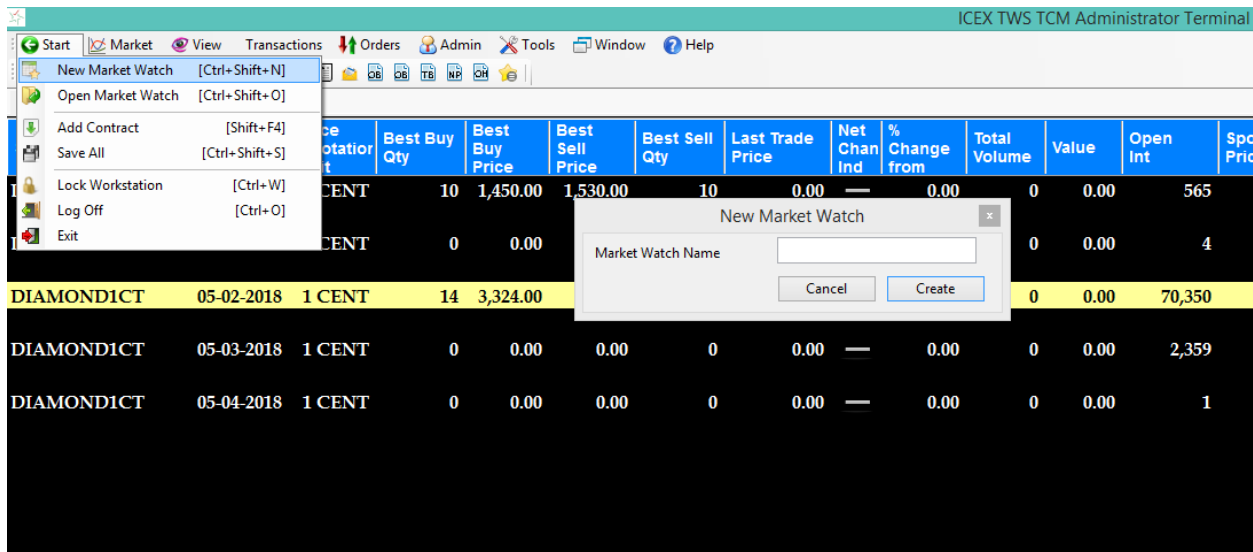 ICEX TWS TCM Administrator Terminal
Start Market View Transactions Orders Admin Tools Window Help
New Market Watch [Ctrl+Shift+N]
OB OB TB NP OH
Open Market Watch [Ctrl+Shift+O]
Add Contract [Shift+F4]
Save All [Ctrl+Shift+S]
Lock Workstation [Ctrl+W]
Log Off [Ctrl+O]
Exit
Best Buy Qty
Best Buy Price
Best Sell Price
Best Sell Qty
Last Trade Price
Net Chan Ind
% Change from
Total Volume
Value
Open Int
CENT 10 1,450.00 1,530.00 10 0.00 — 0.00 0 0.00 565
CENT 0 0.00 0 0.00 4
DIAMOND1CT 05-02-2018 1 CENT 14 3,324.00 0 0.00 70,350
DIAMOND1CT 05-03-2018 1 CENT 0 0.00 0.00 0 0.00 — 0.00 0 0.00 2,359
DIAMOND1CT 05-04-2018 1 CENT 0 0.00 0.00 0 0.00 — 0.00 0 0.00 1
New Market Watch x
Market Watch Name
Cancel Create